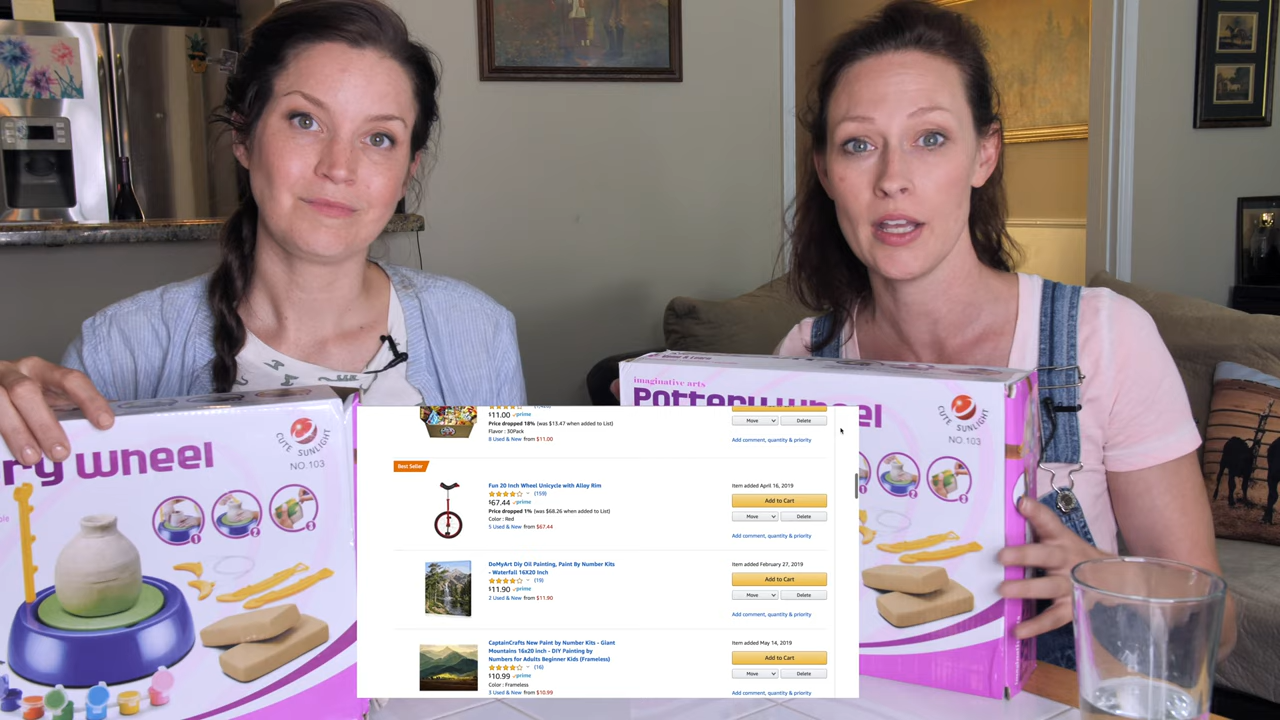 imaginative arts
Pottery wheel
CUTE SUNLIGHT
NO.103
ry wheel
CUTE SUNLIGHT
NO.103
1
2
$11.00 prime
Price dropped 18% (was $13.47 when added to List)
Flavor : 30Pack
8 Used & New from $11.00
Move
Delete
Add comment, quantity & priority
Best Seller
Fun 20 Inch Wheel Unicycle with Alloy Rim
(159)
$67.44 prime
Price dropped 1% (was $68.26 when added to List)
Color : Red
5 Used & New from $67.44
Item added April 16, 2019
Add to Cart
Move
Delete
Add comment, quantity & priority
DoMyArt Diy Oil Painting, Paint By Number Kits
- Waterfall 16X20 Inch
(19)
$11.90 prime
2 Used & New from $11.90
Item added February 27, 2019
Add to Cart
Move
Delete
Add comment, quantity & priority
CaptainCrafts New Paint by Number Kits - Giant
Mountains 16x20 inch - DIY Painting by
Numbers for Adults Beginner Kids (Frameless)
(16)
$10.99 prime
Color : Frameless
3 Used & New from $10.99
Item added May 14, 2019
Add to Cart
Move
Delete
Add comment, quantity & priority